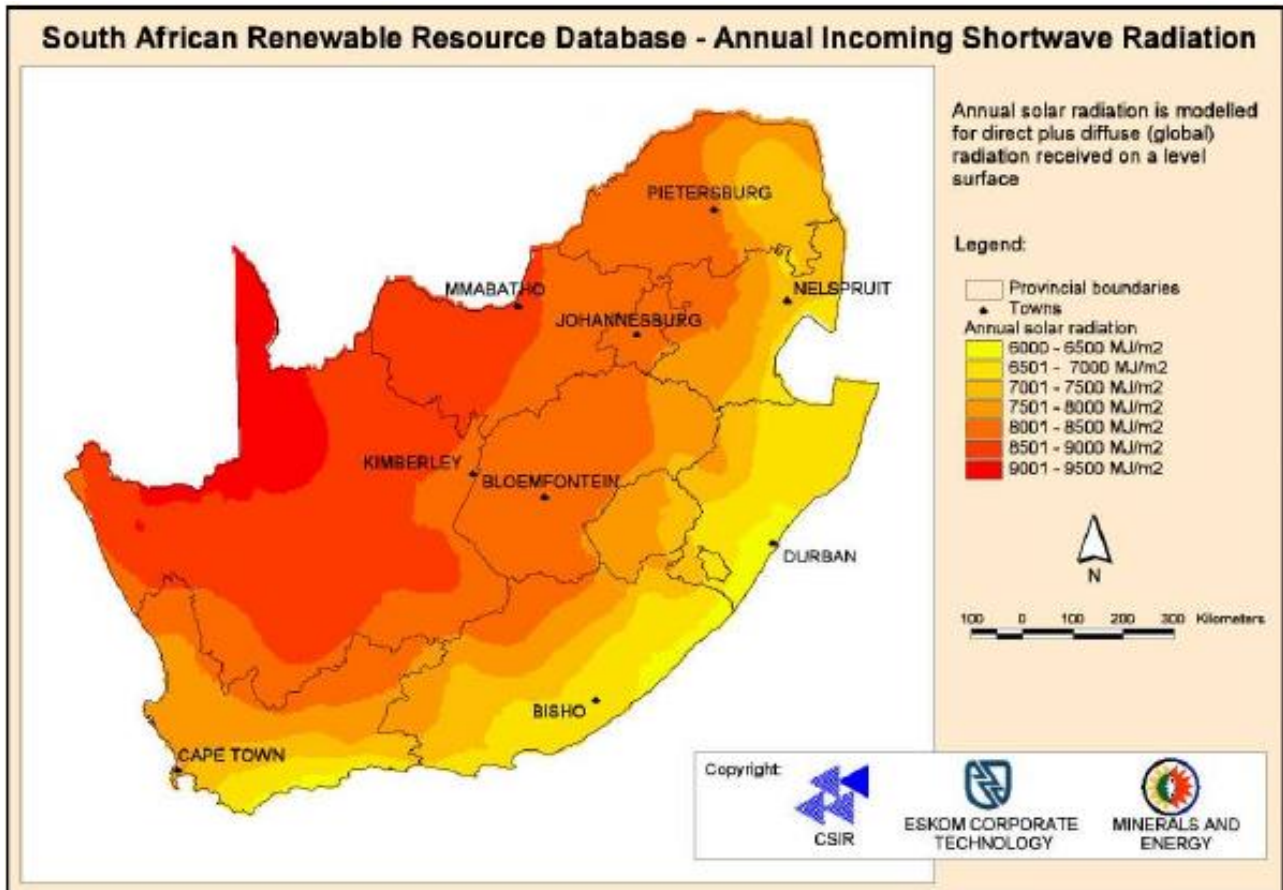 South African Renewable Resource Database - Annual Incoming Shortwave Radiation
Annual solar radiation is modelled
for direct plus diffuse (global)
radiation received on a level
surface
PIETERSBURG
MMABATHO
NELSPRUIT
JOHANNESBURG
KIMBERLEY
BLOEMFONTEIN
DURBAN
BISHO
CAPE TOWN
Legend:
Provincial boundaries
Towns
Annual solar radiation
6000 - 6500 MJ/m2
6501 - 7000 MJ/m2
7001 - 7500 MJ/m2
7501 - 8000 MJ/m2
8001 - 8500 MJ/m2
8501 - 9000 MJ/m2
9001 - 9500 MJ/m2
N
100 0 100 200 300 Kilometers
Copyright:
CSIR
ESKOM CORPORATE
TECHNOLOGY
MINERALS AND
ENERGY